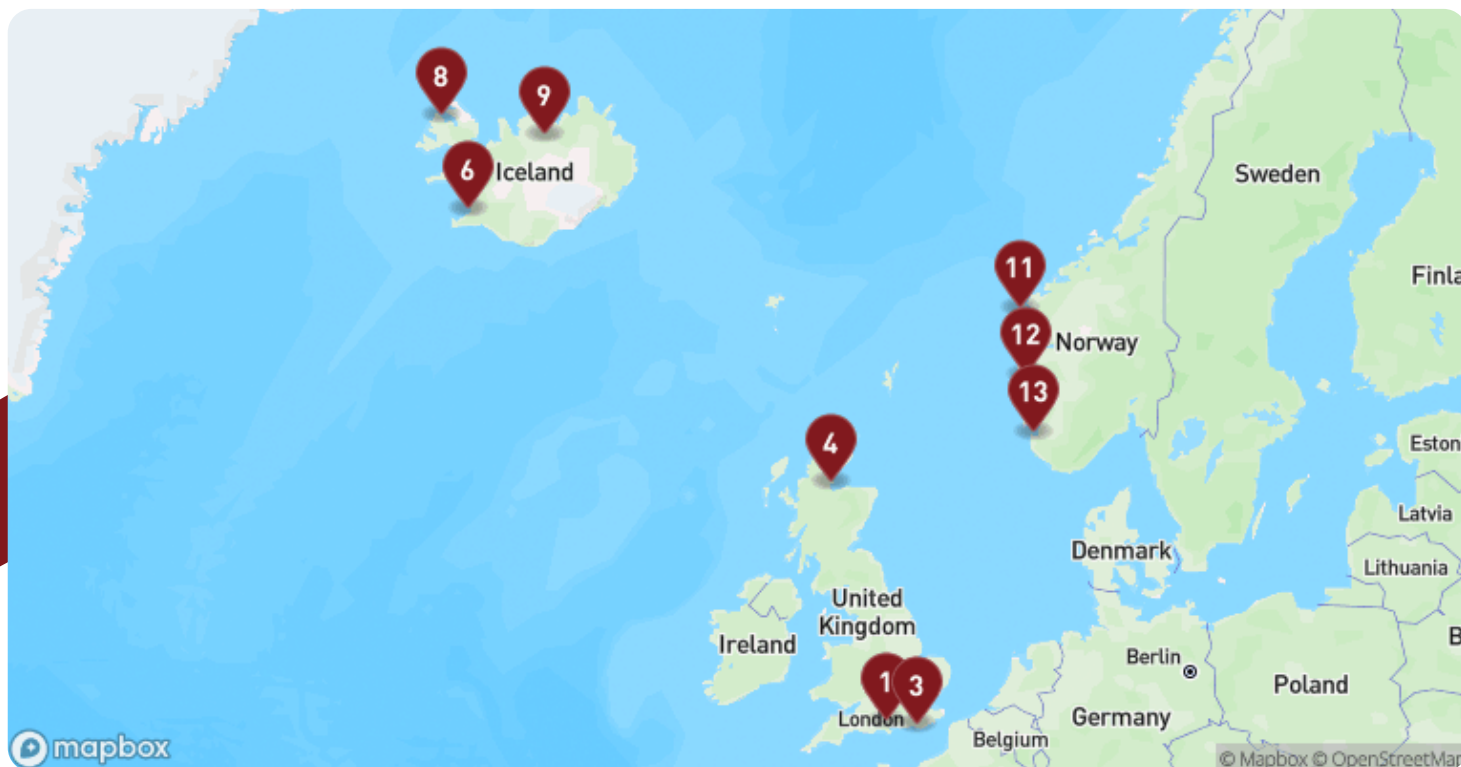 8
9
6
Iceland
Sweden
11
Finla
12
Norway
13
4
Eston
Latvia
Denmark
Lithuania
United
Kingdom
Ireland
B
Berlin
1
3
Poland
London
Germany
Belgium
mapbox
© Mapbox © OpenStreetMap